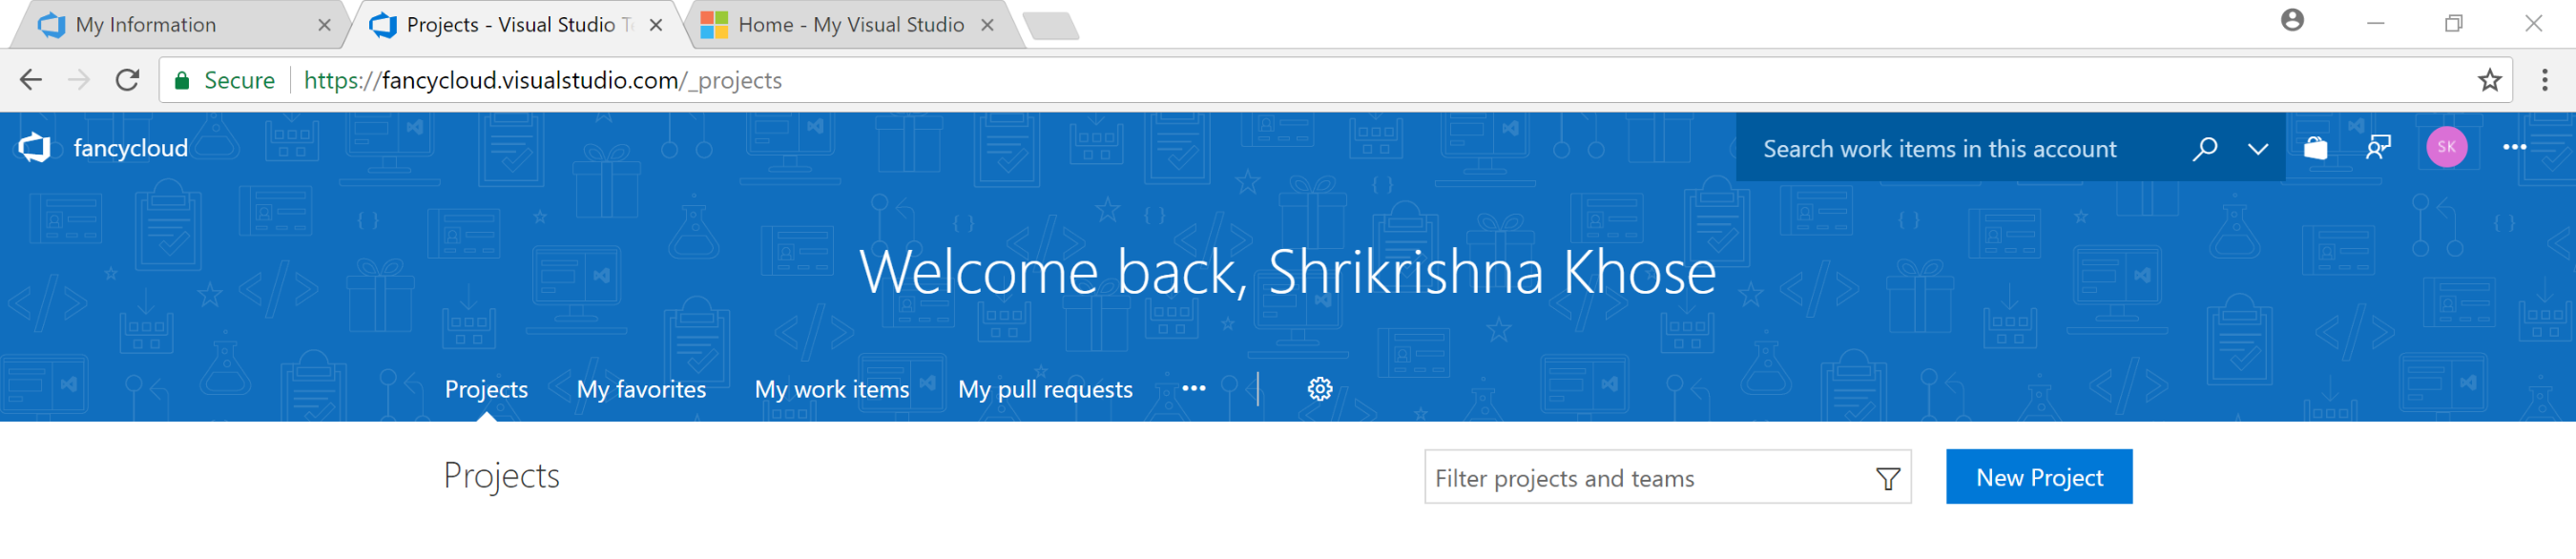 My Information
Projects - Visual Studio Te
Home - My Visual Studio
Secure
https://fancycloud.visualstudio.com/_projects
fancycloud
Search work items in this account
SK
Welcome back, Shrikrishna Khose
Projects
My favorites
My work items
My pull requests
Projects
Filter projects and teams
New Project